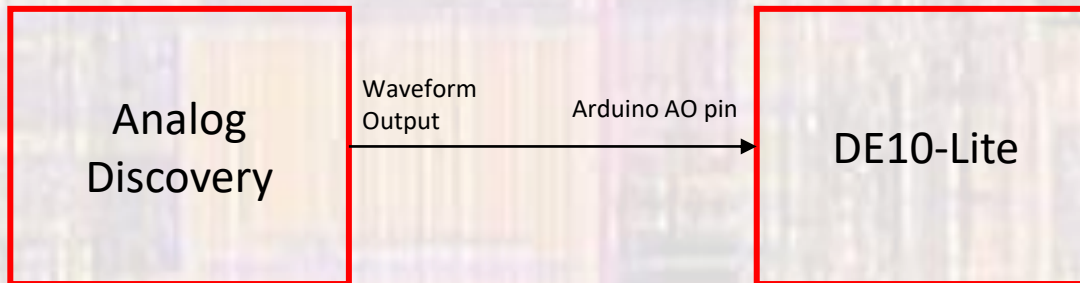 Analog
Discovery
Waveform
Output
Arduino AO pin
DE10-Lite